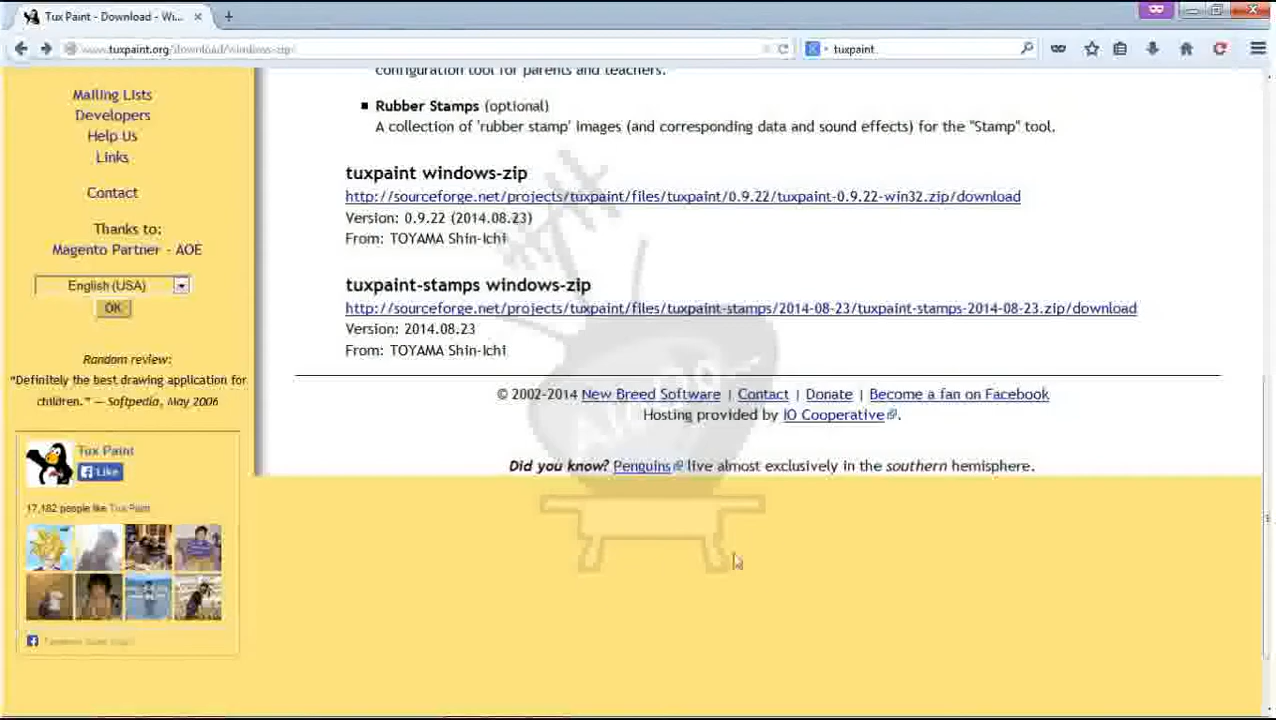 Tux Paint - Download - Wi...
www.tuxpaint.org/download/windows-zip/
tuxpaint
configuration tool for parents and teachers.
Rubber Stamps (optional)
A collection of 'rubber stamp' images (and corresponding data and sound effects) for the "Stamp" tool.
tuxpaint windows-zip
http://sourceforge.net/projects/tuxpaint/files/tuxpaint/0.9.22/tuxpaint-0.9.22-win32.zip/download
Version: 0.9.22 (2014.08.23)
From: TOYAMA Shin-Ichi
tuxpaint-stamps windows-zip
http://sourceforge.net/projects/tuxpaint/files/tuxpaint-stamps/2014-08-23/tuxpaint-stamps-2014-08-23.zip/download
Version: 2014.08.23
From: TOYAMA Shin-Ichi
© 2002-2014 New Breed Software | Contact | Donate | Become a fan on Facebook
Hosting provided by IO Cooperative.
Did you know? Penguins live almost exclusively in the southern hemisphere.
Mailing Lists
Developers
Help Us
Links
Contact
Thanks to:
Magento Partner - AOE
English (USA)
OK
Random review:
"Definitely the best drawing application for
children." — Softpedia, May 2006
Tux Paint
Like
17,182 people like Tux Paint